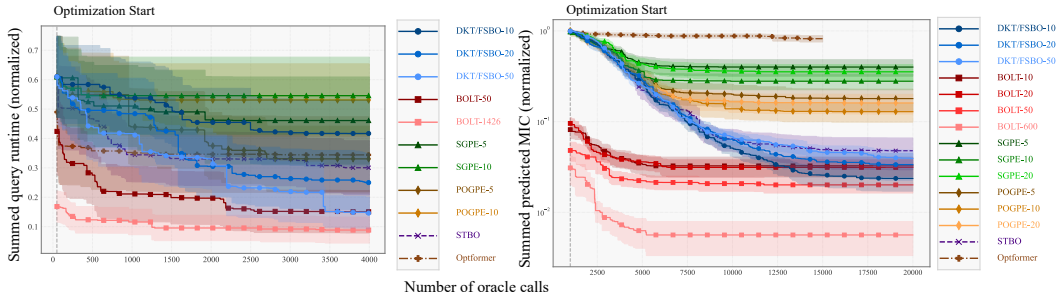 Optimization Start
Summed query runtime (normalized)
0.7
0.6
0.5
0.4
0.3
0.2
0.1
0
500
1000
1500
2000
2500
3000
3500
4000
DKT/FSBO-10
DKT/FSBO-20
DKT/FSBO-50
BOLT-50
BOLT-1426
SGPE-5
SGPE-10
POGPE-5
POGPE-10
STBO
Optformer
Optimization Start
Summed predicted MIC (normalized)
10⁰
10⁻¹
10⁻²
2500
5000
7500
10000
12500
15000
17500
20000
DKT/FSBO-10
DKT/FSBO-20
DKT/FSBO-50
BOLT-10
BOLT-20
BOLT-50
BOLT-600
SGPE-5
SGPE-10
SGPE-20
POGPE-5
POGPE-10
POGPE-20
STBO
Optformer
Number of oracle calls